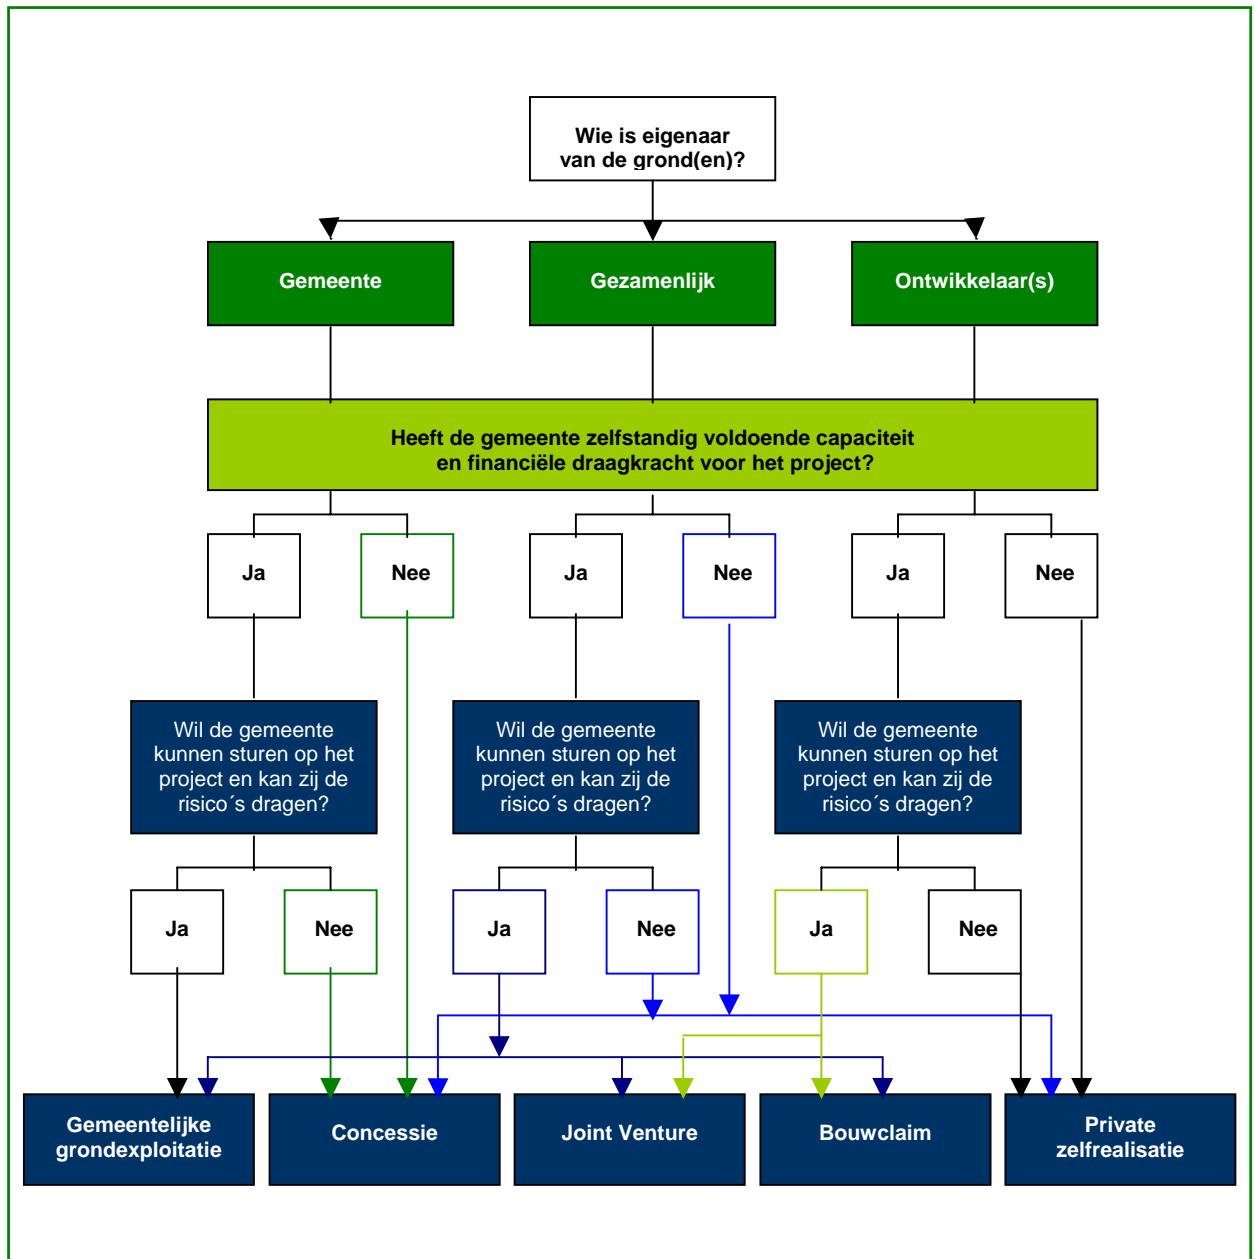 Wie is eigenaar
van de grond(en)?
Gemeente
Gezamenlijk
Ontwikkelaar(s)
Heeft de gemeente zelfstandig voldoende capaciteit
en financiële draagkracht voor het project?
Ja
Nee
Ja
Nee
Ja
Nee
Wil de gemeente
kunnen sturen op het
project en kan zij de
risico´s dragen?
Wil de gemeente
kunnen sturen op het
project en kan zij de
risico´s dragen?
Wil de gemeente
kunnen sturen op het
project en kan zij de
risico´s dragen?
Ja
Nee
Ja
Nee
Ja
Nee
Gemeentelijke
grondexploitatie
Concessie
Joint Venture
Bouwclaim
Private
zelfrealisatie